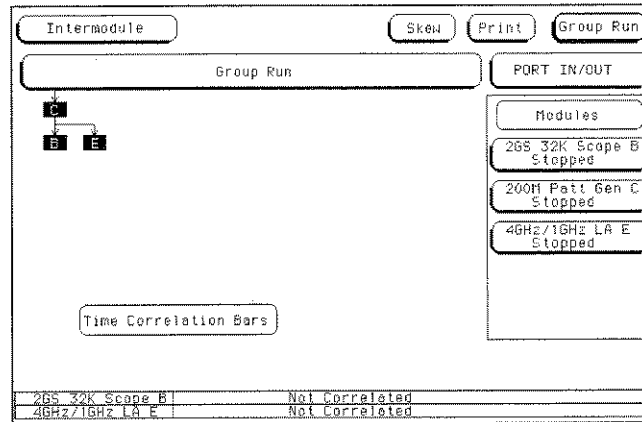 Intermodule
Skew
Print
Group Run
Group Run
PORT IN/OUT
C
B E
Modules
2GS 32K Scope B
Stopped
200M Patt Gen C
Stopped
4GHz/1GHz LA E
Stopped
Time Correlation Bars
2GS 32K Scope B Not Correlated
4GHz/1GHz LA E Not Correlated